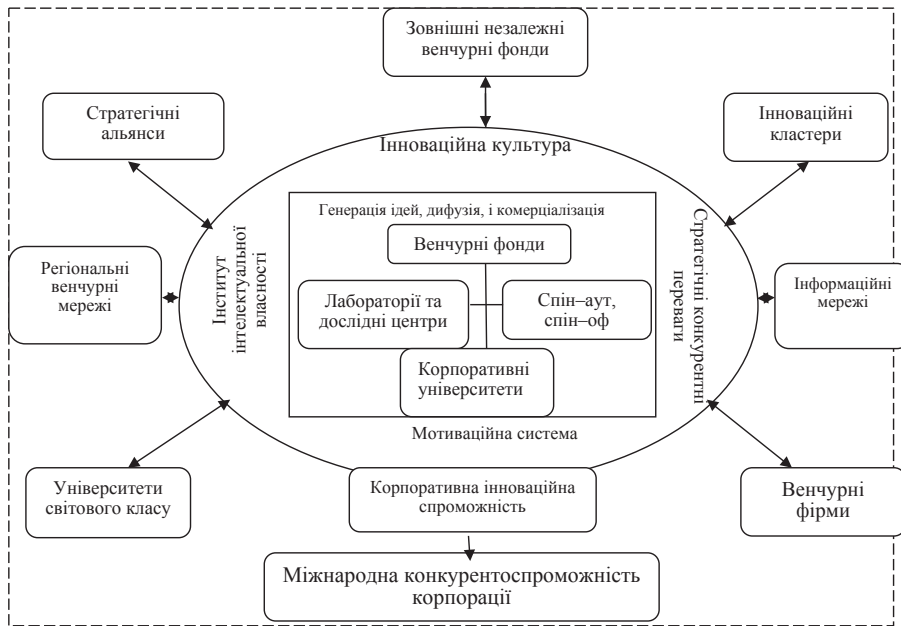 Зовнішні незалежні
венчурні фонди
Стратегічні
альянси
Інноваційні
кластери
Інноваційна культура
Генерація ідей, дифузія, і комерціалізація
Венчурні фонди
Лабораторії та
дослідні центри
Спін–аут,
спін–оф
Корпоративні
університети
Інститут
інтелектуальної
власності
Стратегічні конкурентні
переваги
Регіональні
венчурні
мережі
Інформаційні
мережі
Мотиваційна система
Університети
світового класу
Корпоративна інноваційна
спроможність
Венчурні
фірми
Міжнародна конкурентоспроможність
корпорації